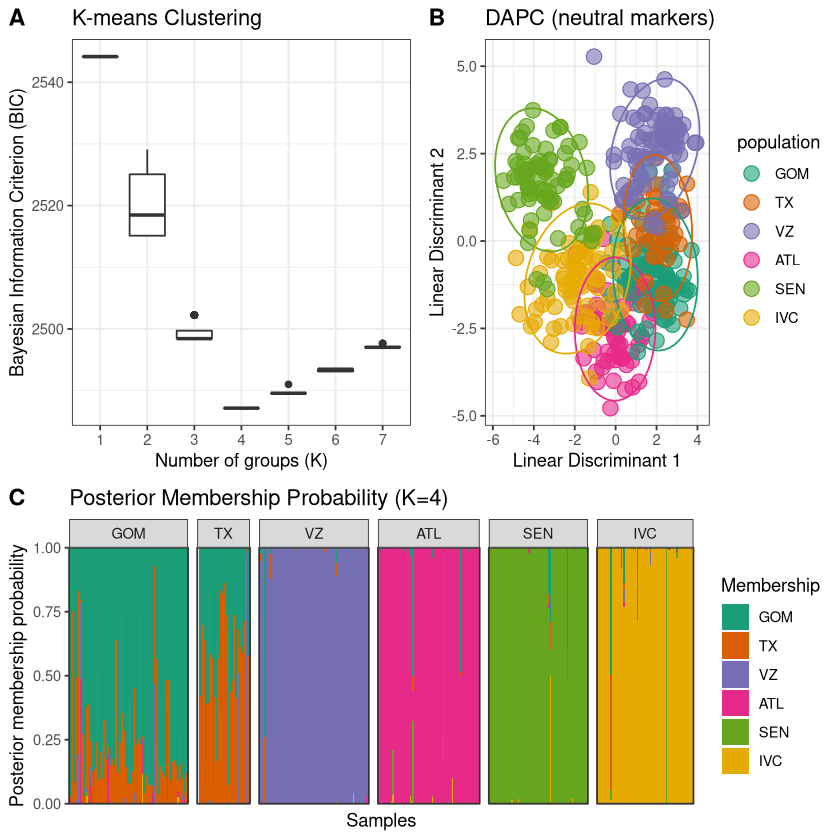 A K-means Clustering
Bayesian Information Criterion (BIC)
2540
2520
2500
1 2 3 4 5 6 7
Number of groups (K)
B DAPC (neutral markers)
Linear Discriminant 2
5.0
2.5
0.0
-2.5
-5.0
-6 -4 -2 0 2 4
Linear Discriminant 1
population
GOM
TX
VZ
ATL
SEN
IVC
C Posterior Membership Probability (K=4)
GOM TX VZ ATL SEN IVC
Posterior membership probability
1.00
0.75
0.50
0.25
0.00
Samples
Membership
GOM
TX
VZ
ATL
SEN
IVC